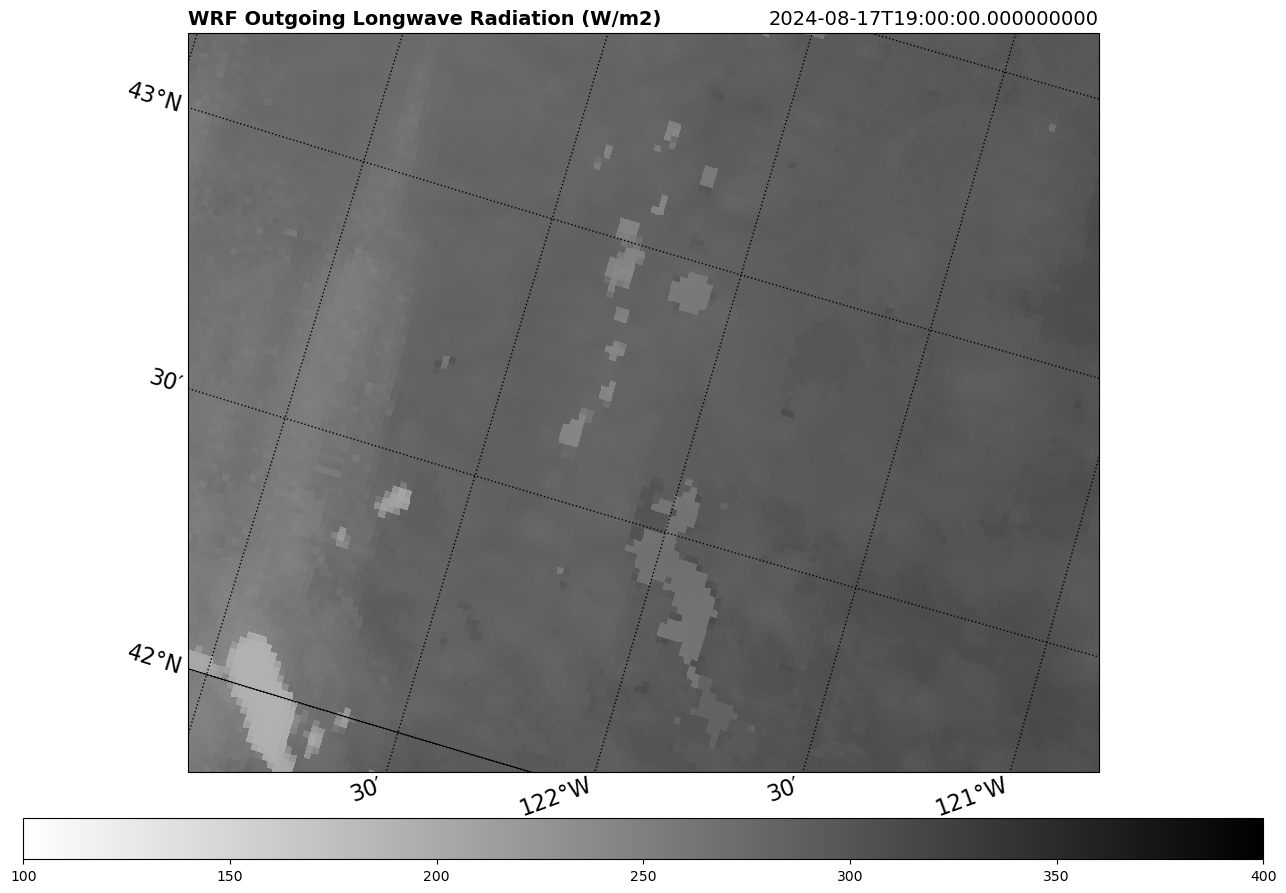 WRF Outgoing Longwave Radiation (W/m2) 2024-08-17T19:00:00.000000000
43°N
30′
42°N
30′ 122°W 30′ 121°W
100 150 200 250 300 350 400